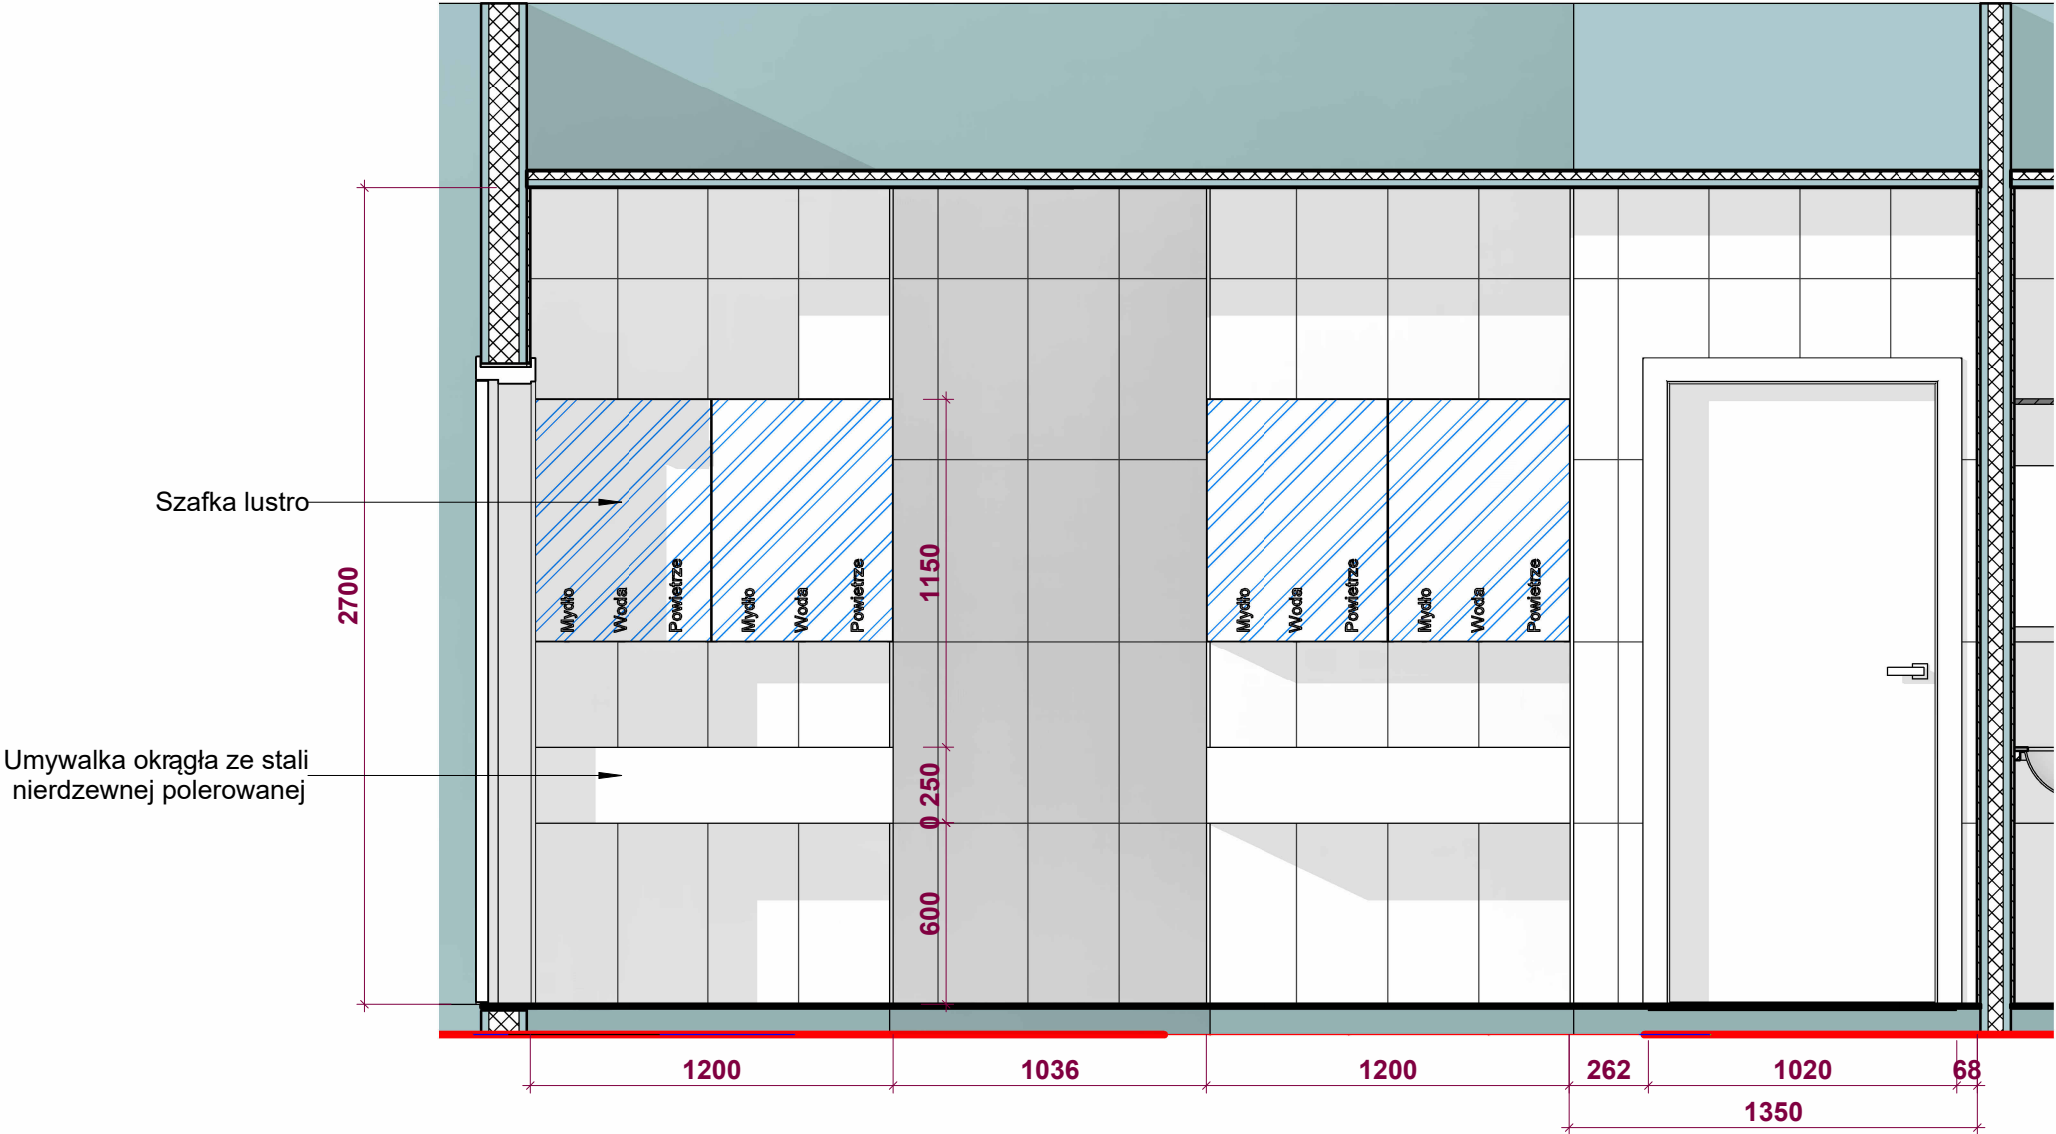 Szafka lustro
2700
Mydło
Woda
Powietrze
Mydło
Woda
Powietrze
1150
Mydło
Woda
Powietrze
Mydło
Woda
Powietrze
Umywalka okrągła ze stali
nierdzewnej polerowanej
250
0
600
1200
1036
1200
262
1020
68
1350